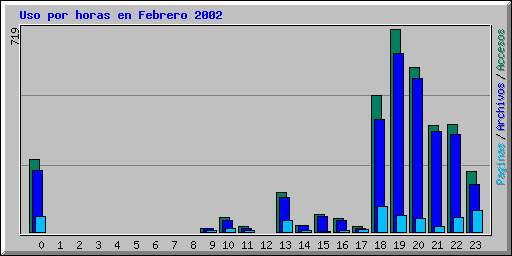 Uso por horas en Febrero 2002
719
Paginas / Archivos / Accesos
0 1 2 3 4 5 6 7 8 9 10 11 12 13 14 15 16 17 18 19 20 21 22 23